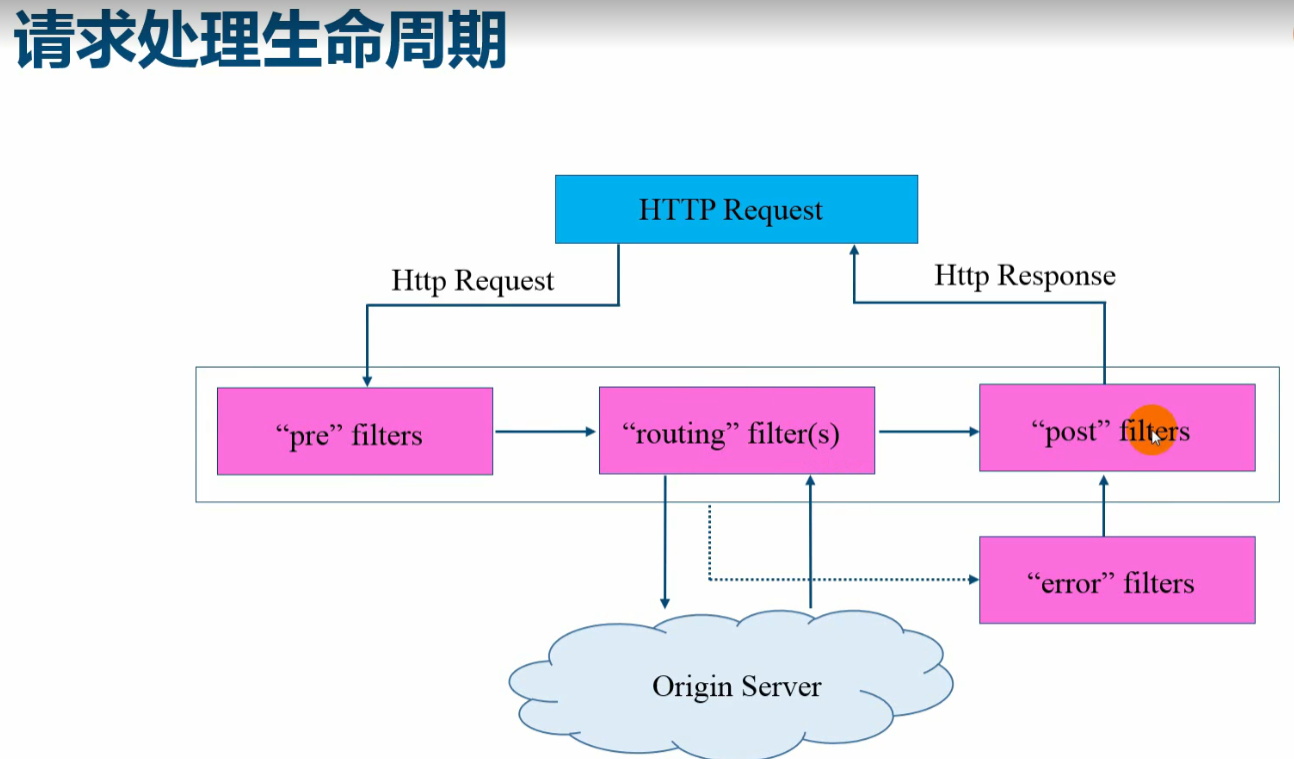 请求处理生命周期
HTTP Request
Http Request
Http Response
“pre” filters
“routing” filter(s)
“post” filters
“error” filters
Origin Server